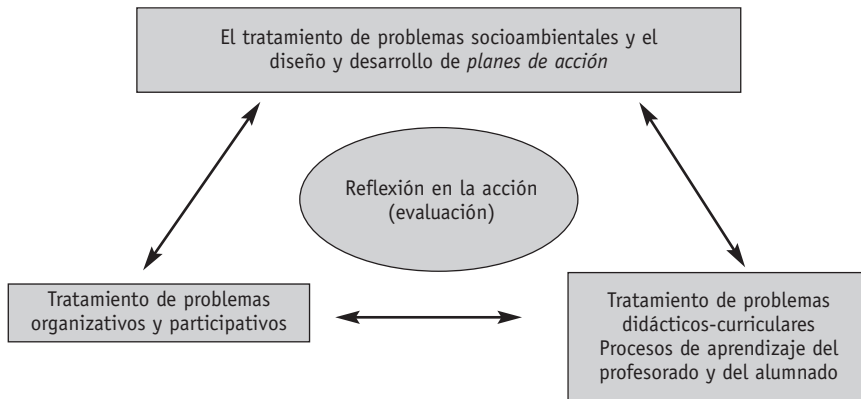 El tratamiento de problemas socioambientales y el
diseño y desarrollo de planes de acción
Reflexión en la acción
(evaluación)
Tratamiento de problemas
organizativos y participativos
Tratamiento de problemas
didácticos-curriculares
Procesos de aprendizaje del
profesorado y del alumnado